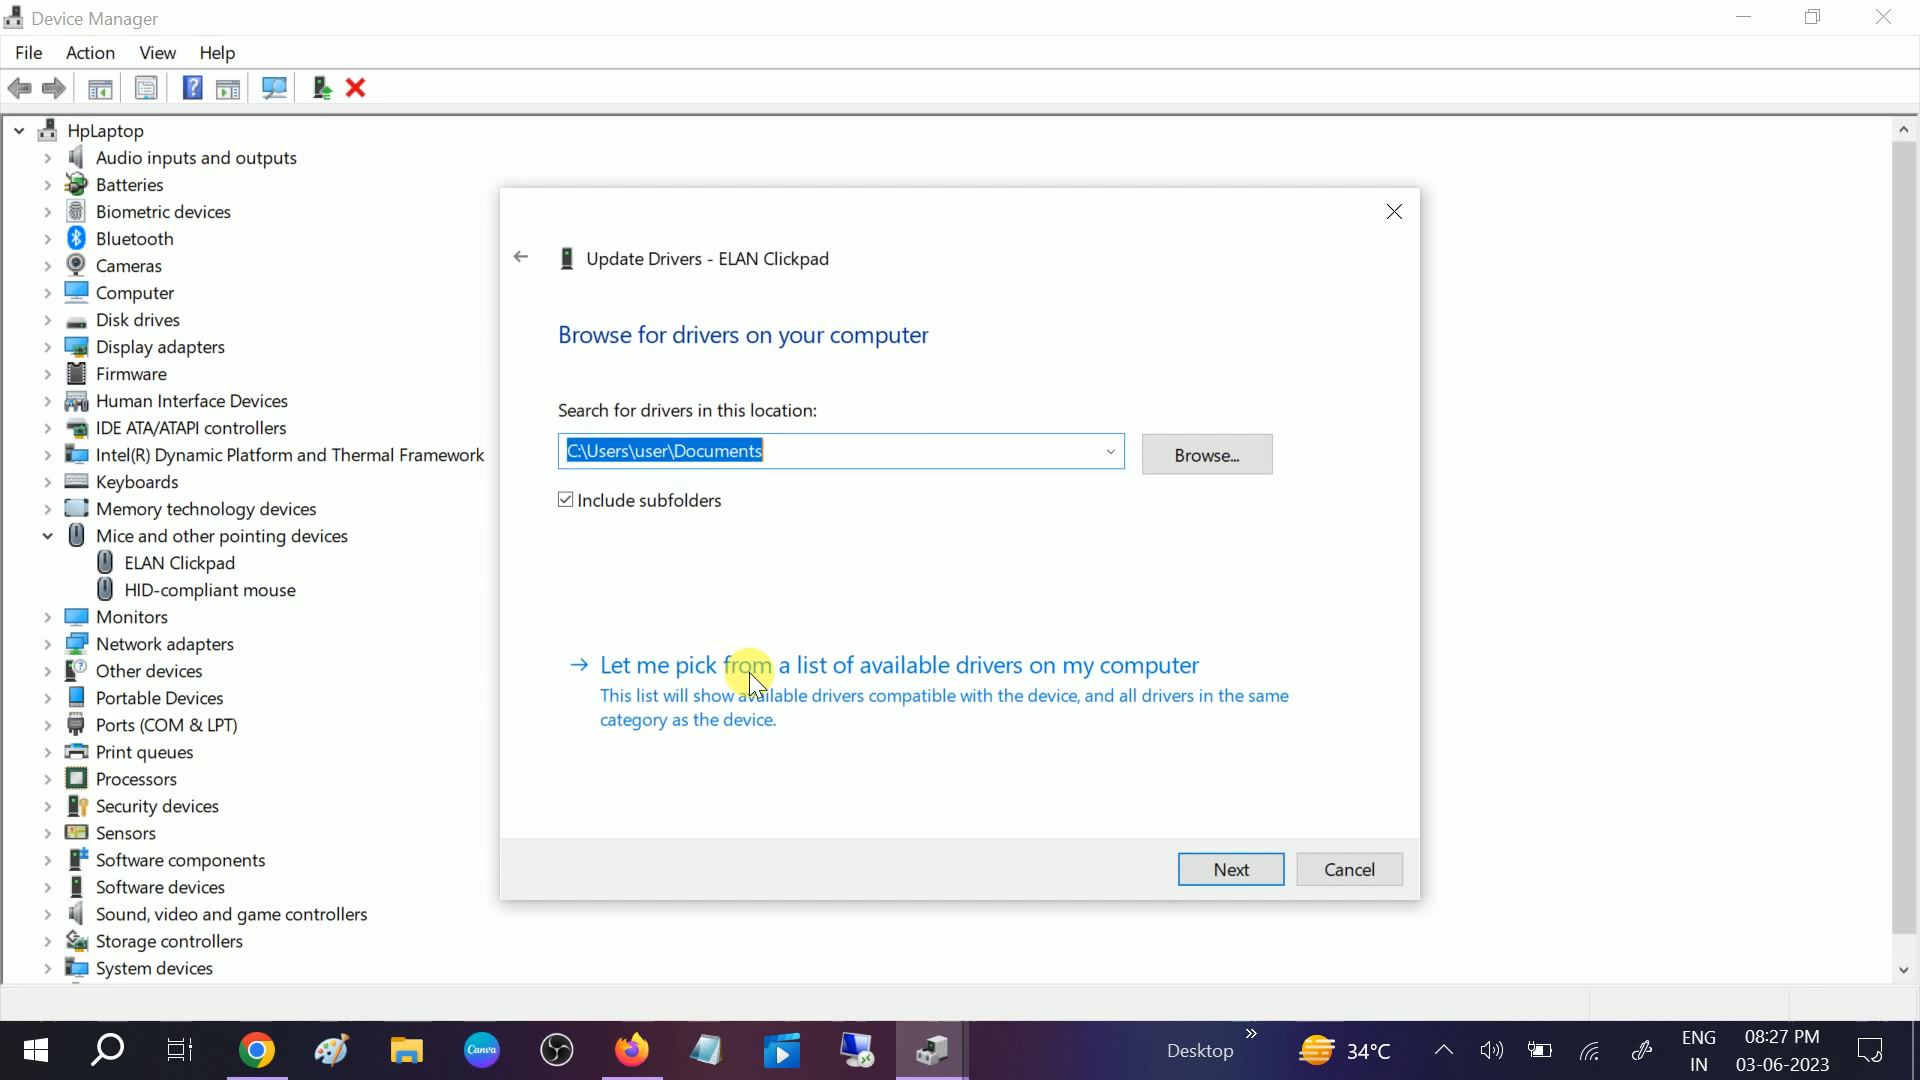 Device Manager
File Action View Help
HpLaptop
Audio inputs and outputs
Batteries
Biometric devices
Bluetooth
Cameras
Computer
Disk drives
Display adapters
Firmware
Human Interface Devices
IDE ATA/ATAPI controllers
Intel(R) Dynamic Platform and Thermal Framework
Keyboards
Memory technology devices
Mice and other pointing devices
ELAN Clickpad
HID-compliant mouse
Monitors
Network adapters
Other devices
Portable Devices
Ports (COM & LPT)
Print queues
Processors
Security devices
Sensors
Software components
Software devices
Sound, video and game controllers
Storage controllers
System devices
Update Drivers - ELAN Clickpad
Browse for drivers on your computer
Search for drivers in this location:
C:\Users\user\Documents
Browse...
Include subfolders
Let me pick from a list of available drivers on my computer
This list will show available drivers compatible with the device, and all drivers in the same
category as the device.
Next Cancel
Canva
Desktop
34°C
ENG
IN
08:27 PM
03-06-2023